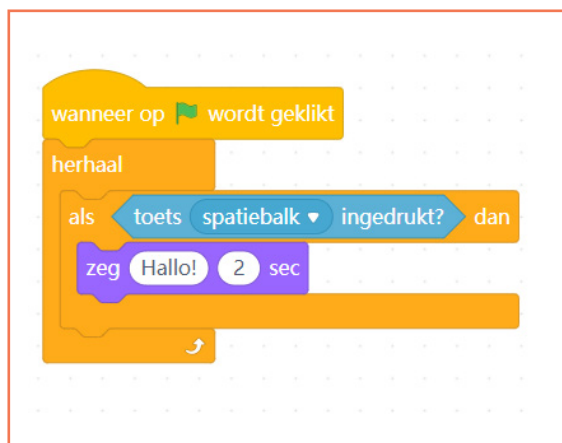 wanneer op wordt geklikt
herhaal
als toets spatiebalk ingedrukt? dan
zeg Hallo! 2 sec